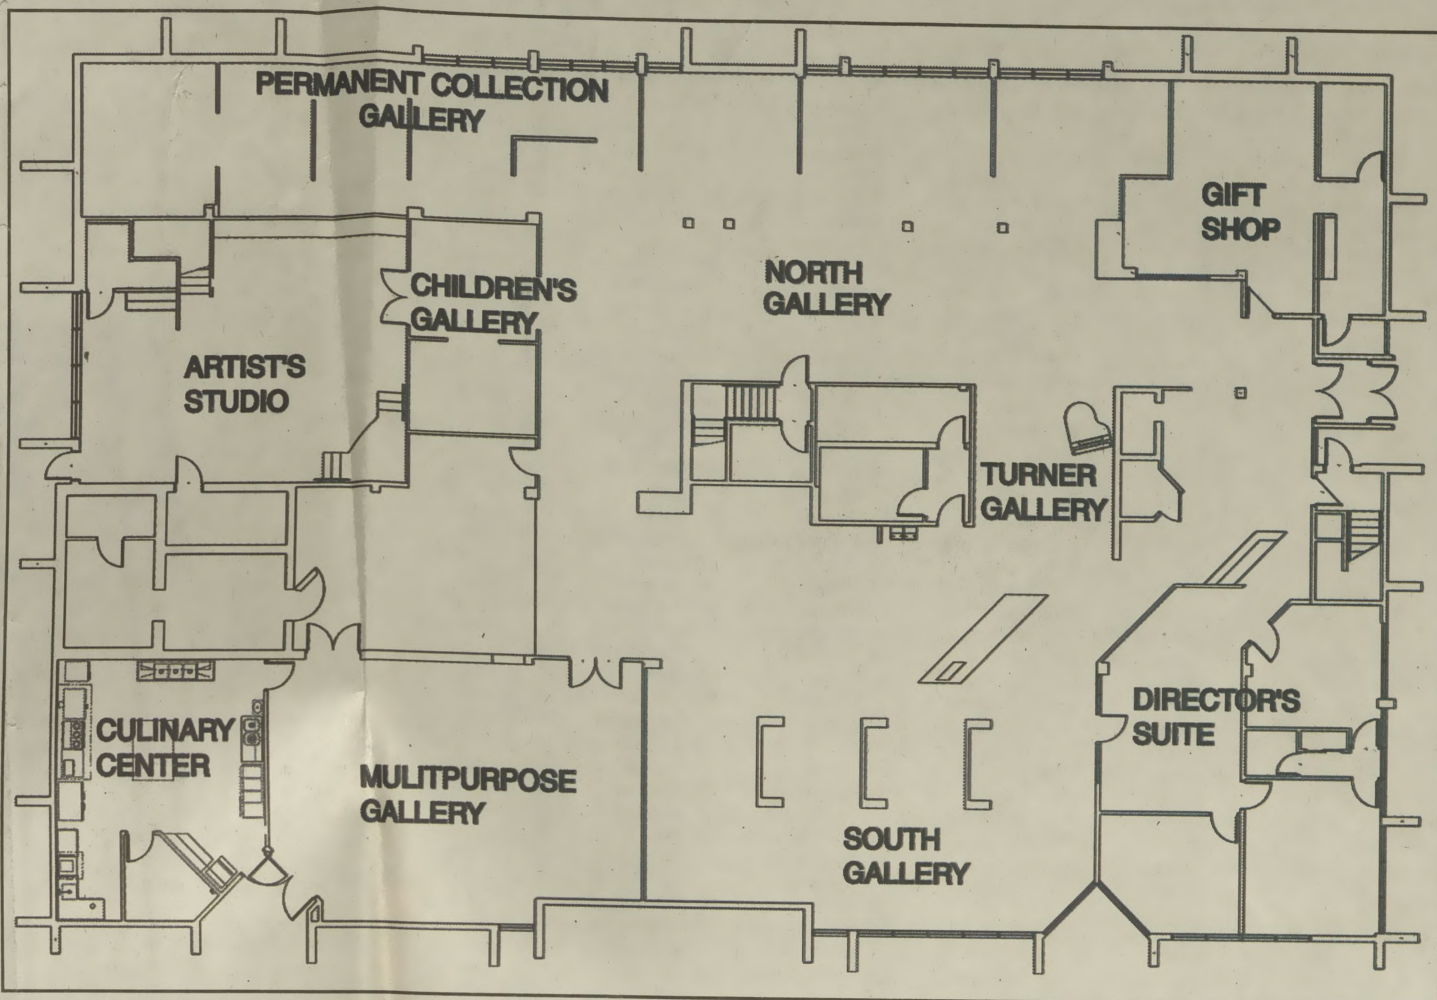 PERMANENT COLLECTION
GALLERY
GIFT
SHOP
CHILDREN'S
GALLERY
NORTH
GALLERY
ARTIST'S
STUDIO
TURNER
GALLERY
DIRECTOR'S
SUITE
CULINARY
CENTER
MULITPURPOSE
GALLERY
SOUTH
GALLERY